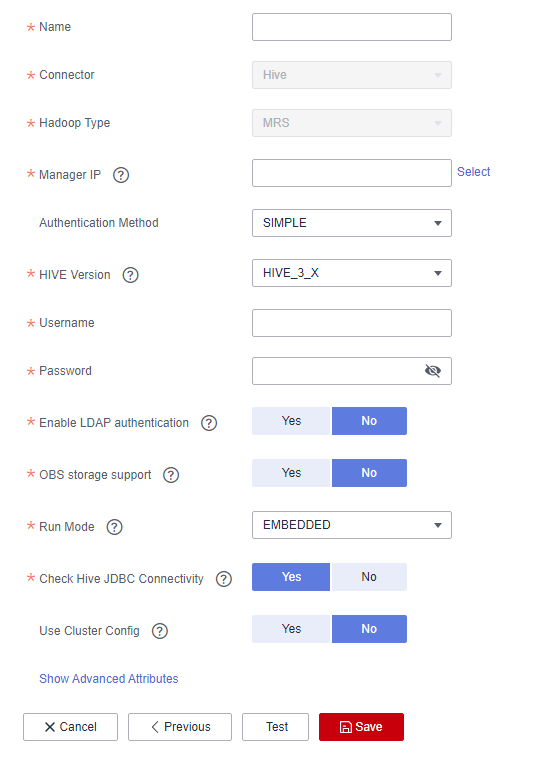 * Name
* Connector Hive
* Hadoop Type MRS
* Manager IP ? Select
Authentication Method SIMPLE
* HIVE Version ? HIVE_3_X
* Username
* Password
* Enable LDAP authentication ? Yes No
* OBS storage support ? Yes No
* Run Mode ? EMBEDDED
* Check Hive JDBC Connectivity ? Yes No
Use Cluster Config ? Yes No
Show Advanced Attributes
Cancel Previous Test Save